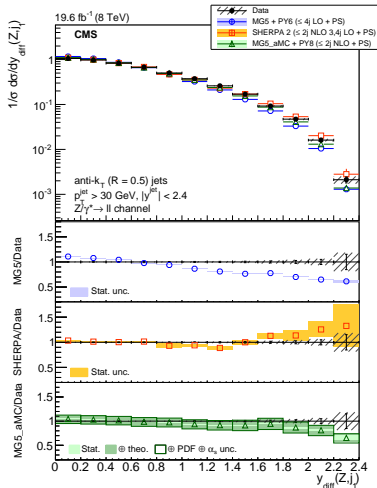 19.6 fb⁻¹ (8 TeV)
Data
MG5 + PY6 (≤ 4j LO + PS)
SHERPA 2 (≤ 2j NLO 3,4j LO + PS)
MG5_aMC + PY8 (≤ 2j NLO + PS)
CMS
1/σ dσ/dy_diff(Z,j₁)
1
10⁻¹
10⁻²
10⁻³
anti-k_T (R = 0.5) jets
p_T^jet > 30 GeV, |y^jet| < 2.4
Z/γ*→ ll channel
MG5/Data
1.5
1
0.5
Stat. unc.
SHERPA/Data
1.5
1
0.5
Stat. unc.
MG5_aMC/Data
1.5
1
0.5
Stat. ⊕ theo. ⊕ PDF ⊕ α_s unc.
0 0.2 0.4 0.6 0.8 1 1.2 1.4 1.6 1.8 2 2.2 2.4
y_diff(Z,j₁)